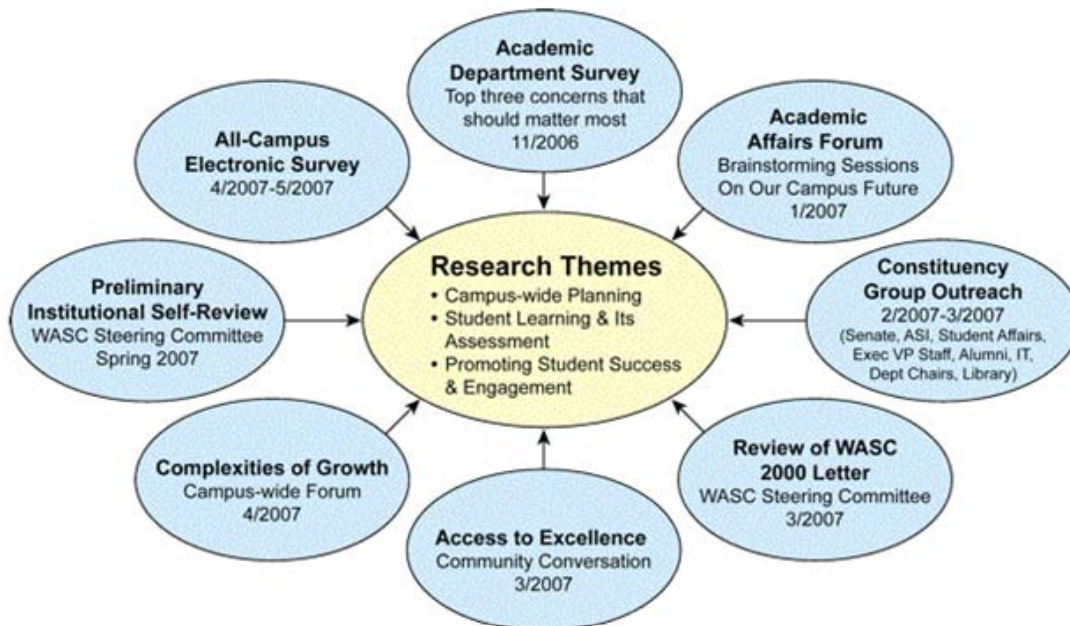 Academic
Department Survey
Top three concerns that
should matter most
11/2006
Academic
Affairs Forum
Brainstorming Sessions
On Our Campus Future
1/2007
Constituency
Group Outreach
2/2007-3/2007
(Senate, ASI, Student Affairs,
Exec VP Staff, Alumni, IT,
Dept Chairs, Library)
Review of WASC
2000 Letter
WASC Steering Committee
3/2007
Access to Excellence
Community Conversation
3/2007
Complexities of Growth
Campus-wide Forum
4/2007
Preliminary
Institutional Self-Review
WASC Steering Committee
Spring 2007
All-Campus
Electronic Survey
4/2007-5/2007
Research Themes
• Campus-wide Planning
• Student Learning & Its
Assessment
• Promoting Student Success
& Engagement